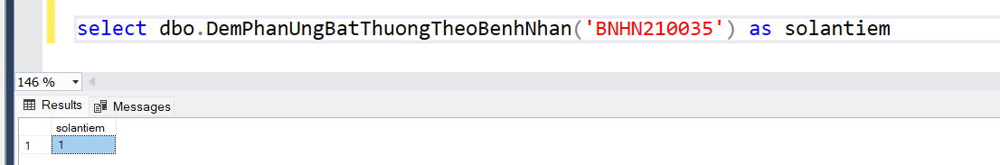 select dbo.DemPhanUngBatThuongTheoBenhNhan('BNHN210035') as solantiem
146 %
Results Messages
solantiem
1 1